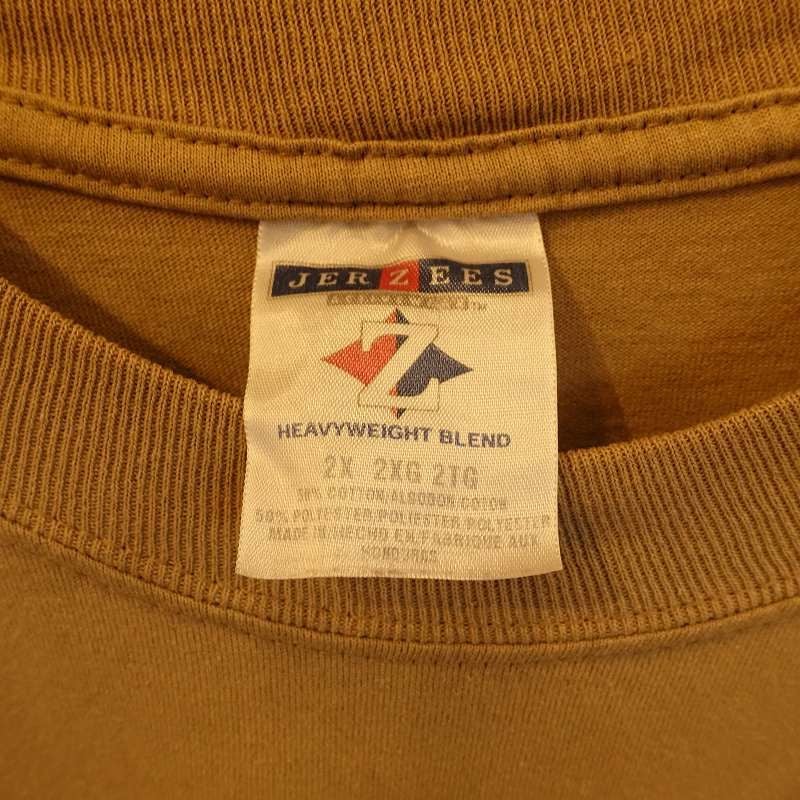 JERZEES
ACTIVEWEAR™
Z
HEAVYWEIGHT BLEND
2X 2XG 2TG
50% COTTON/ALGODON/COTON
50% POLYESTER/POLIESTER/POLYESTER
MADE IN/HECHO EN/FABRIQUE AUX
HONDURAS